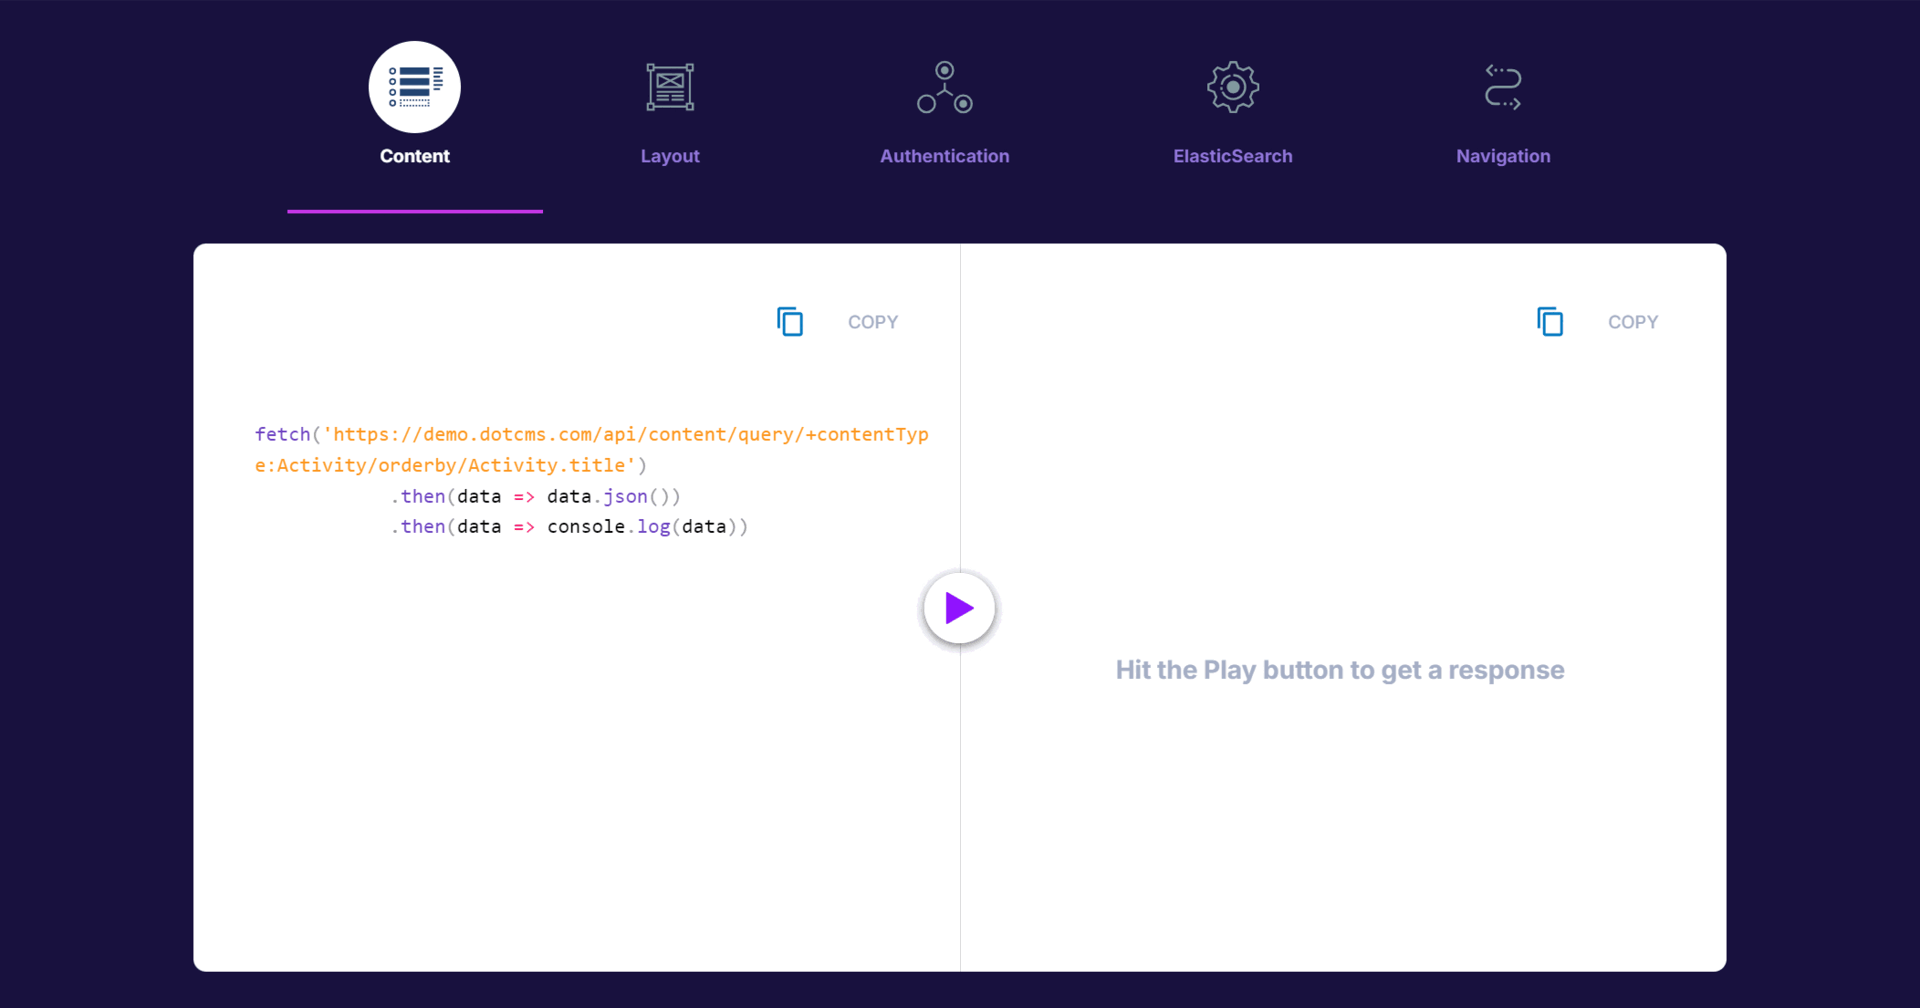 Content
Layout
Authentication
ElasticSearch
Navigation
COPY
COPY
fetch('https://demo.dotcms.com/api/content/query/+contentTyp
e:Activity/orderby/Activity.title')
.then(data => data.json())
.then(data => console.log(data))
Hit the Play button to get a response